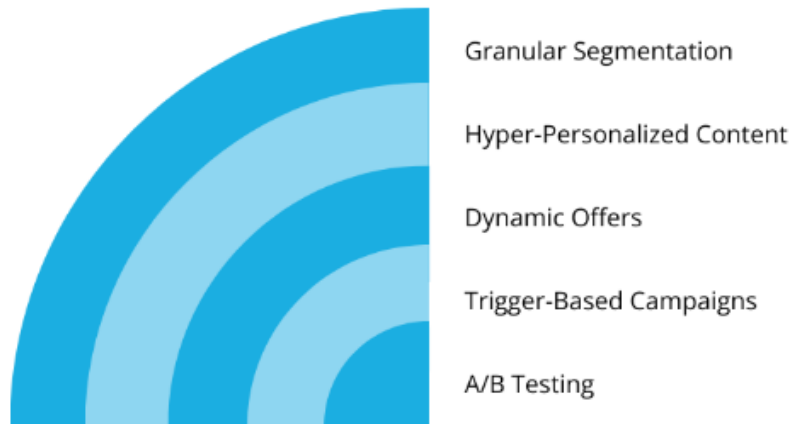 Granular Segmentation
Hyper-Personalized Content
Dynamic Offers
Trigger-Based Campaigns
A/B Testing